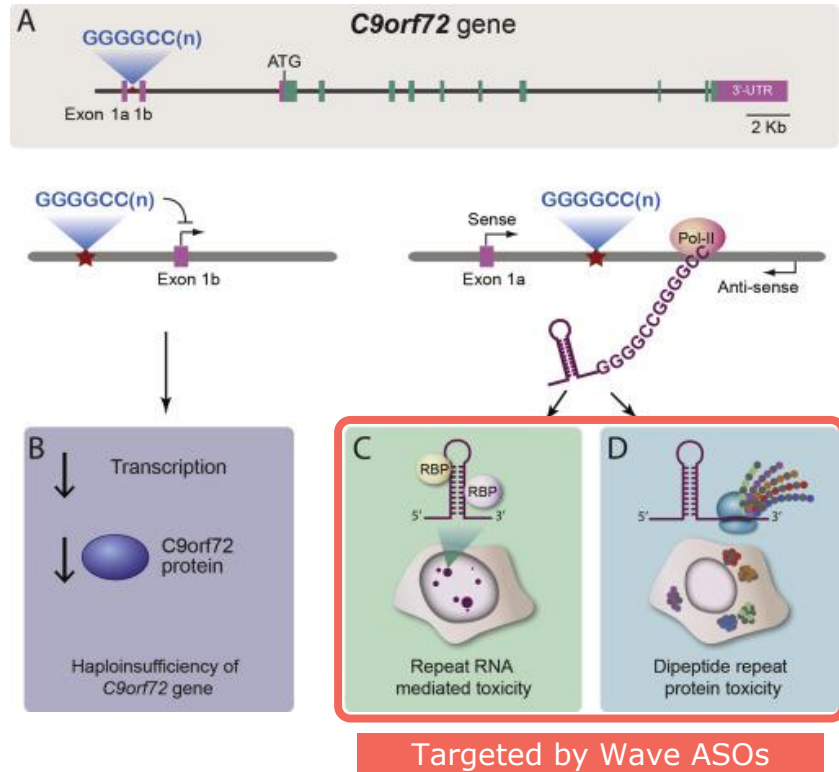 A
C9orf72 gene
GGGGCC(n)
ATG
Exon 1a 1b
3'-UTR
2 Kb
GGGGCC(n)
Exon 1b
GGGGCC(n)
Sense
Pol-II
Exon 1a
Anti-sense
GGGGCCGGGGCC
B
Transcription
C9orf72
protein
Haploinsufficiency of
C9orf72 gene
C
RBP
RBP
5'
3'
Repeat RNA
mediated toxicity
D
5'
3'
Dipeptide repeat
protein toxicity
Targeted by Wave ASOs